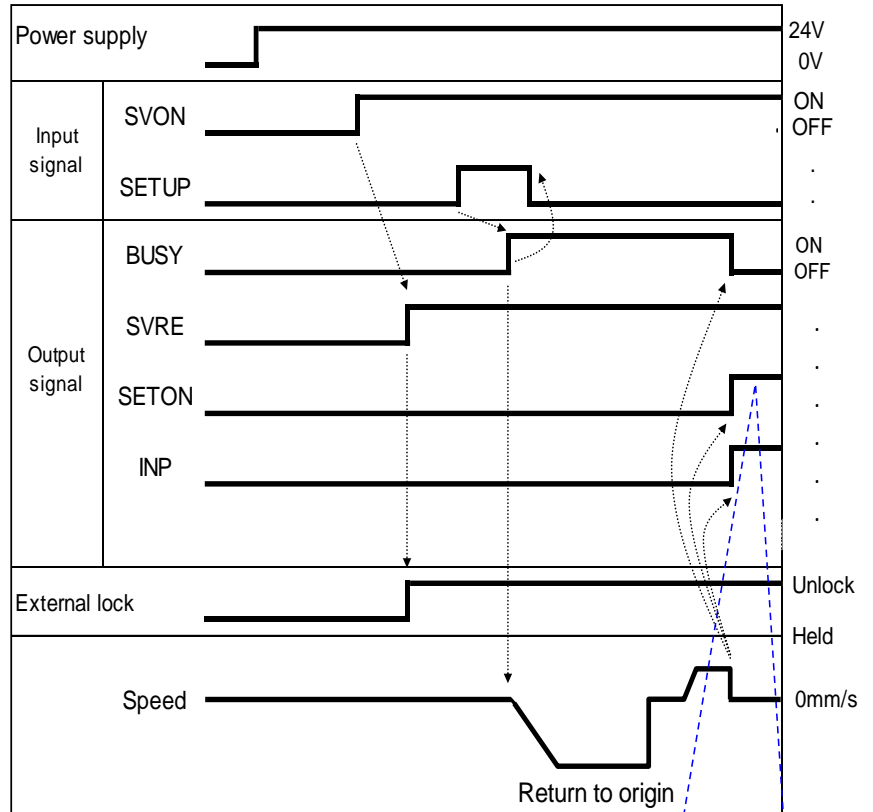 Power supply
24V
0V
Input
signal
SVON
ON
OFF
SETUP
Output
signal
BUSY
ON
OFF
SVRE
SETON
INP
External lock
Unlock
Held
Speed
0mm/s
Return to origin